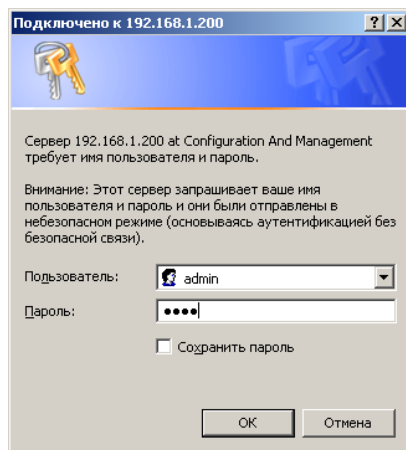 Подключено к 192.168.1.200
Сервер 192.168.1.200 at Configuration And Management
требует имя пользователя и пароль.
Внимание: Этот сервер запрашивает ваше имя
пользователя и пароль и они были отправлены в
небезопасном режиме (основываясь аутентификацией без
безопасной связи).
Пользователь:
admin
Пароль:
●●●●
Сохранить пароль
ОК
Отмена